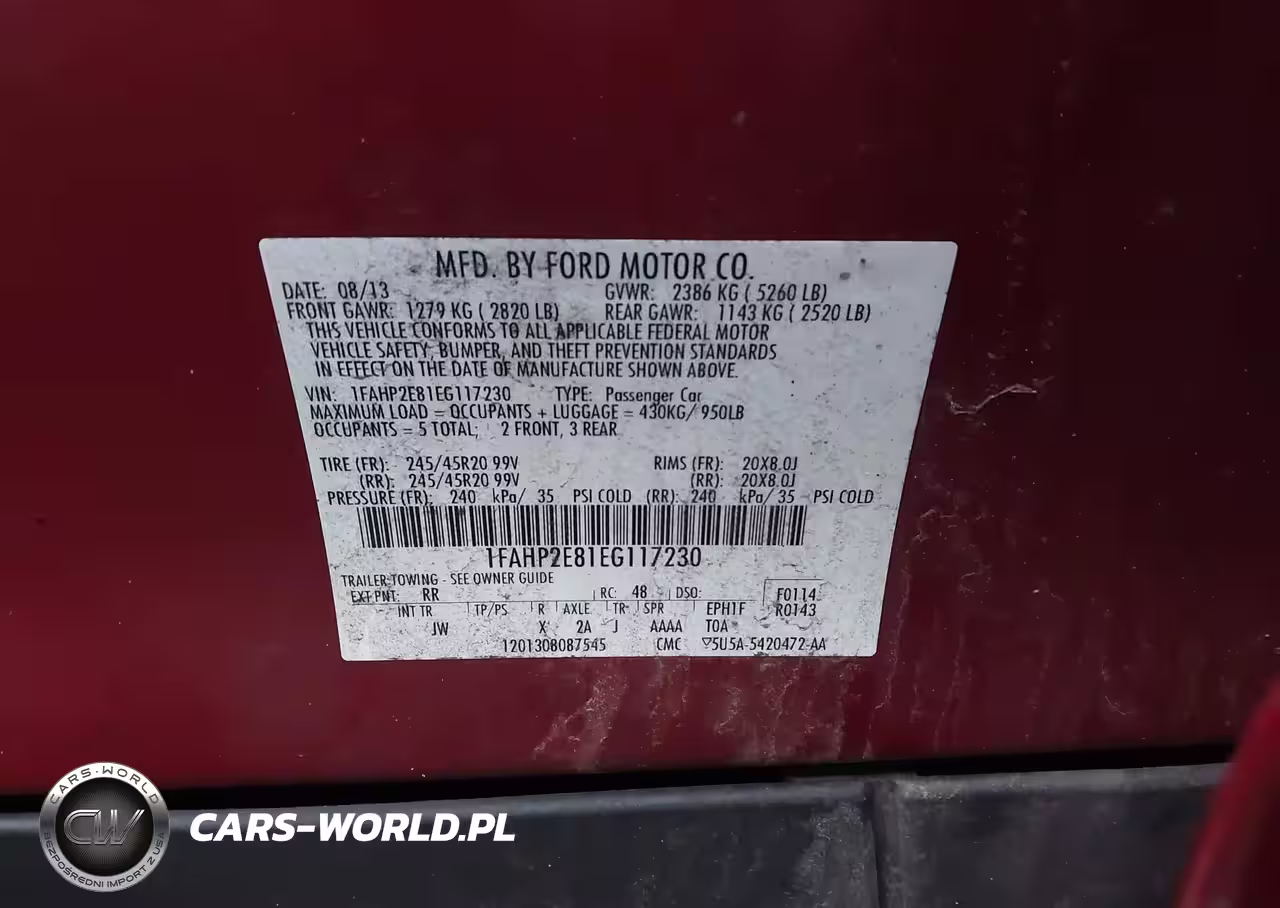 MFD. BY FORD MOTOR CO.
DATE: 08/13 GVWR: 2386 KG ( 5260 LB)
FRONT GAWR: 1279 KG ( 2820 LB) REAR GAWR: 1143 KG ( 2520 LB)
THIS VEHICLE CONFORMS TO ALL APPLICABLE FEDERAL MOTOR
VEHICLE SAFETY, BUMPER, AND THEFT PREVENTION STANDARDS
IN EFFECT ON THE DATE OF MANUFACTURE SHOWN ABOVE.
VIN: 1FAHP2E81EG117230 TYPE: Passenger Car
MAXIMUM LOAD = OCCUPANTS + LUGGAGE = 430KG/ 950LB
OCCUPANTS = 5 TOTAL; 2 FRONT, 3 REAR
TIRE (FR): 245/45R20 99V RIMS (FR): 20X8.0J
(RR): 245/45R20 99V (RR): 20X8.0J
PRESSURE (FR): 240 kPa/ 35 PSI COLD (RR): 240 kPa/ 35 PSI COLD
1FAHP2E81EG117230
TRAILER TOWING - SEE OWNER GUIDE
EXT PNT: RR RC: 48 DSO: F0114
INT TR TP/PS R AXLE TR SPR EPH1F R0143
JW X 2A J AAAA TOA
1201308087545 CMC 5U5A-5420472-AA
CARS-WORLD
CW
BEZPOŚREDNI IMPORT Z USA
CARS-WORLD.PL